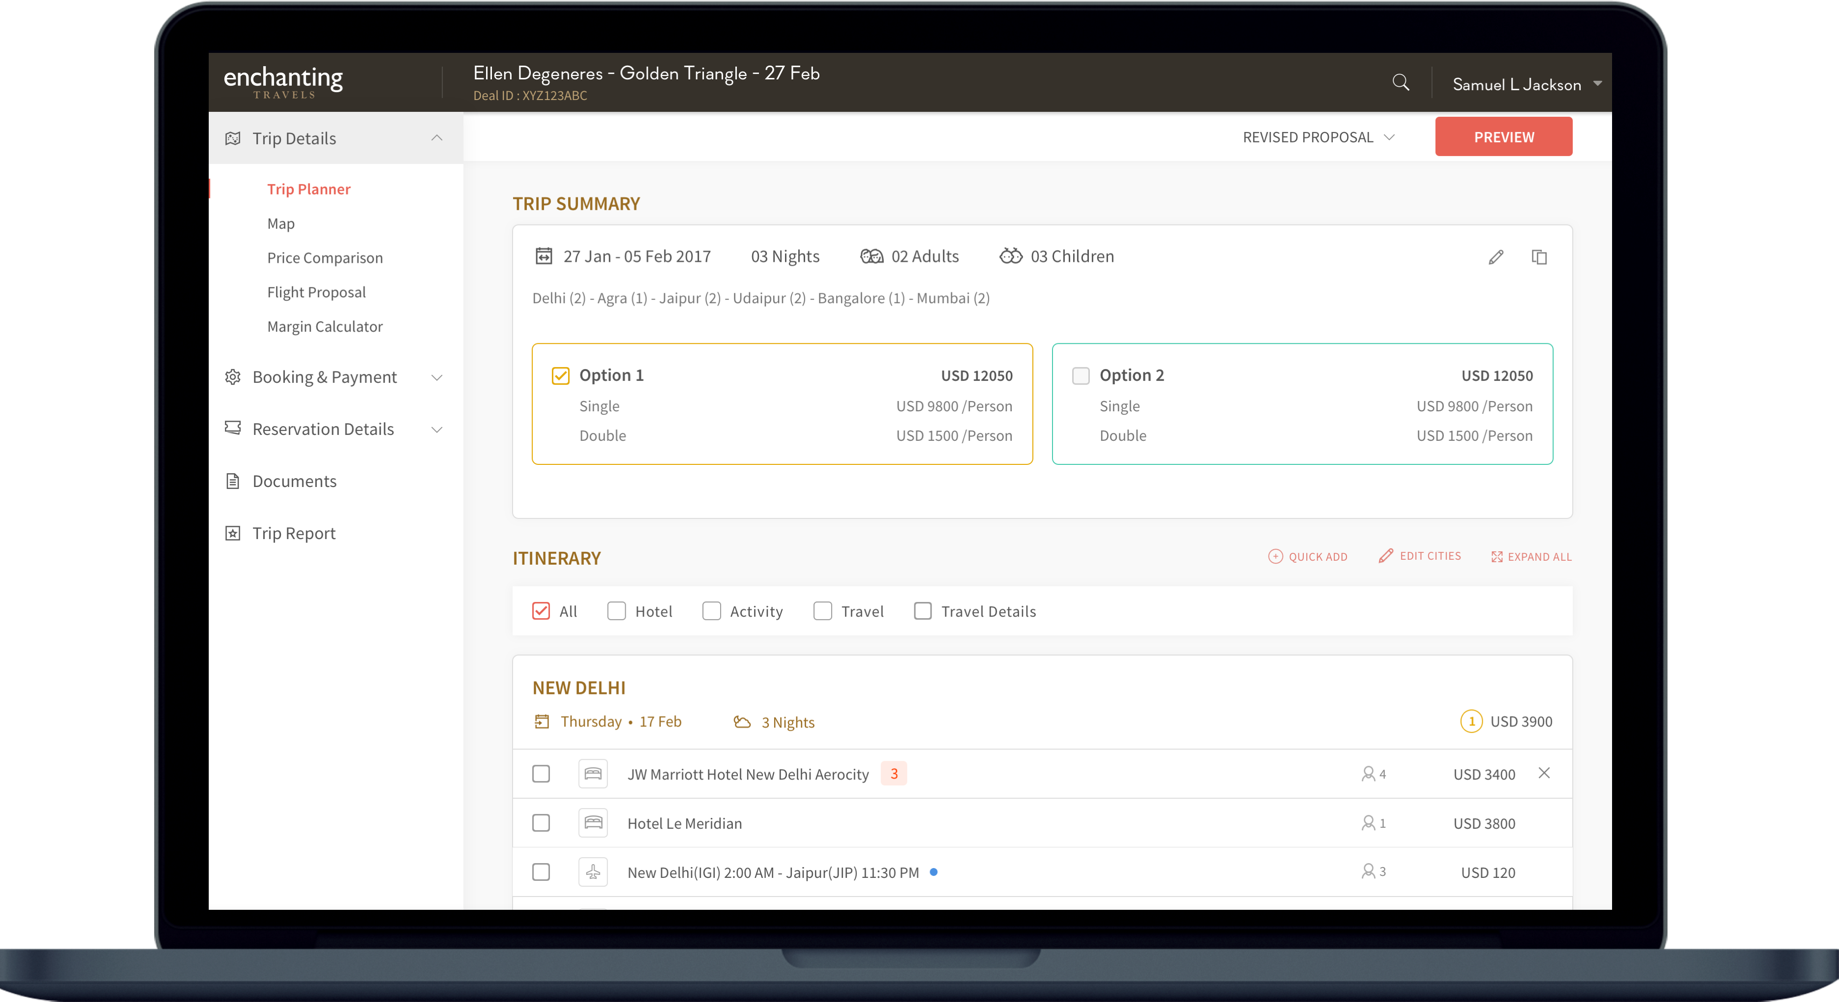 enchanting
TRAVELS
Ellen Degeneres - Golden Triangle - 27 Feb
Deal ID : XYZ123ABC
Samuel L Jackson
Trip Details
REVISED PROPOSAL
PREVIEW
Trip Planner
Map
Price Comparison
Flight Proposal
Margin Calculator
Booking & Payment
Reservation Details
Documents
Trip Report
TRIP SUMMARY
27 Jan - 05 Feb 2017 03 Nights 02 Adults 03 Children
Delhi (2) - Agra (1) - Jaipur (2) - Udaipur (2) - Bangalore (1) - Mumbai (2)
Option 1 USD 12050
Single USD 9800 /Person
Double USD 1500 /Person
Option 2 USD 12050
Single USD 9800 /Person
Double USD 1500 /Person
ITINERARY
QUICK ADD EDIT CITIES EXPAND ALL
All Hotel Activity Travel Travel Details
NEW DELHI
Thursday • 17 Feb 3 Nights 1 USD 3900
JW Marriott Hotel New Delhi Aerocity 3 4 USD 3400
Hotel Le Meridian 1 USD 3800
New Delhi(IGI) 2:00 AM - Jaipur(JIP) 11:30 PM 3 USD 120